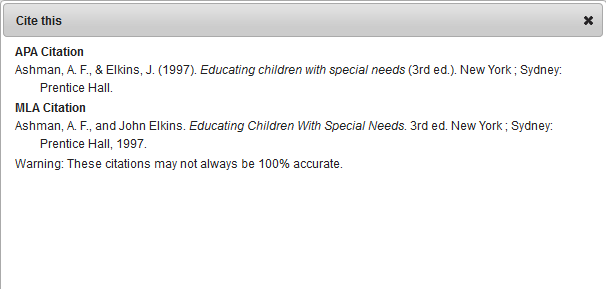 Cite this
APA Citation
Ashman, A. F., & Elkins, J. (1997). Educating children with special needs (3rd ed.). New York ; Sydney:
Prentice Hall.
MLA Citation
Ashman, A. F., and John Elkins. Educating Children With Special Needs. 3rd ed. New York ; Sydney:
Prentice Hall, 1997.
Warning: These citations may not always be 100% accurate.